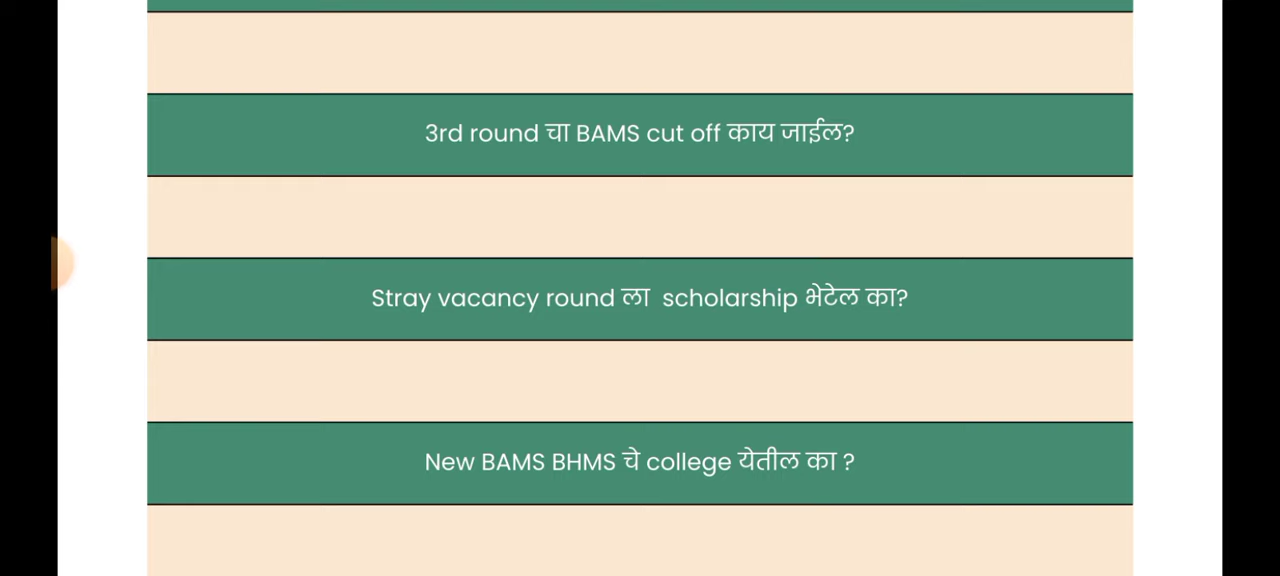 3rd round चा BAMS cut off काय जाईल?
Stray vacancy round ला  scholarship भेटेल का?
New BAMS BHMS चे college येतील का ?